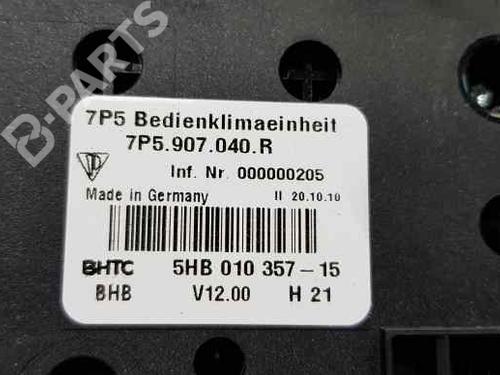 B-PARTS
7P5 Bedienklimaeinheit
7P5.907.040.R
Inf. Nr. 000000205
Made in Germany II 20.10.10
BHTC 5HB 010 357-15
BHB V12.00 H 21